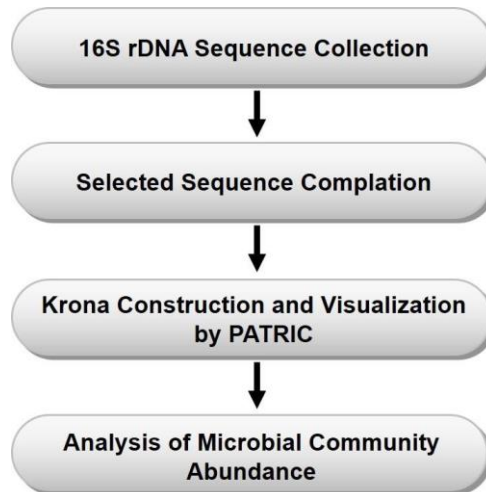 16S rDNA Sequence Collection
Selected Sequence Complation
Krona Construction and Visualization
by PATRIC
Analysis of Microbial Community
Abundance